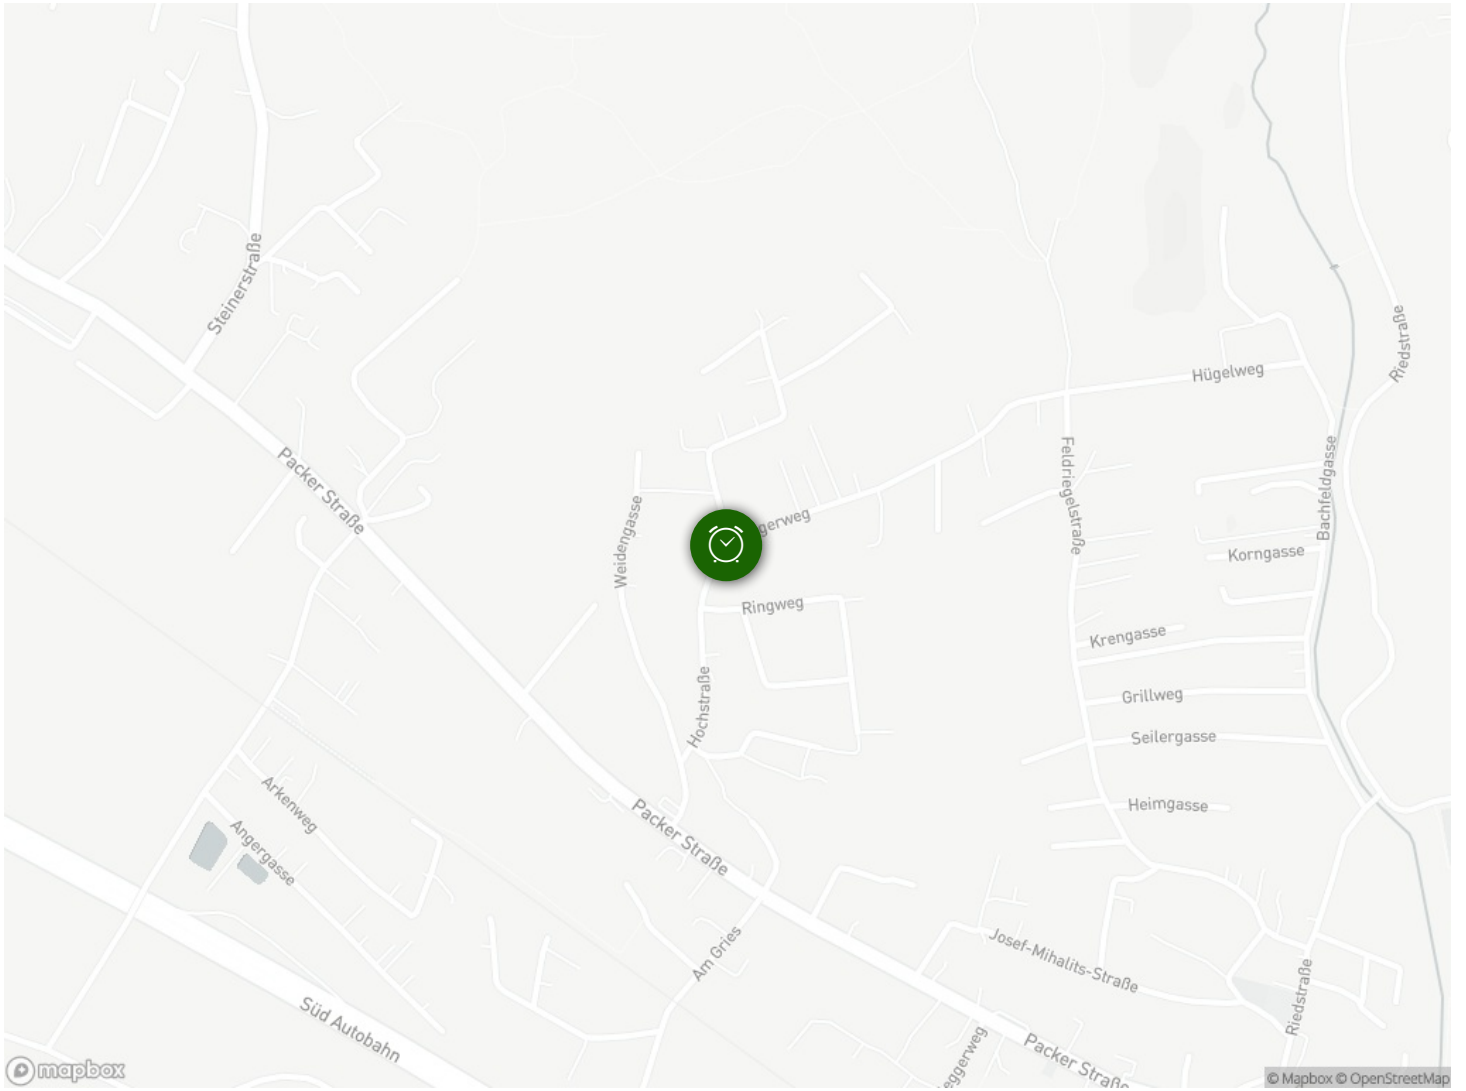 Steinerstraße
Riedstraße
Hügelweg
Packer Straße
Feldriegelstraße
Bachfeldgasse
Weidengasse
gerweg
Korngasse
Ringweg
Krengasse
Hochstraße
Grillweg
Seilergasse
Arkenweg
Packer Straße
Heimgasse
Angergasse
Am Gries
Josef-Mihalits-Straße
Riedstraße
Süd Autobahn
eggerweg
Packer Straße
mapbox
© Mapbox © OpenStreetMap